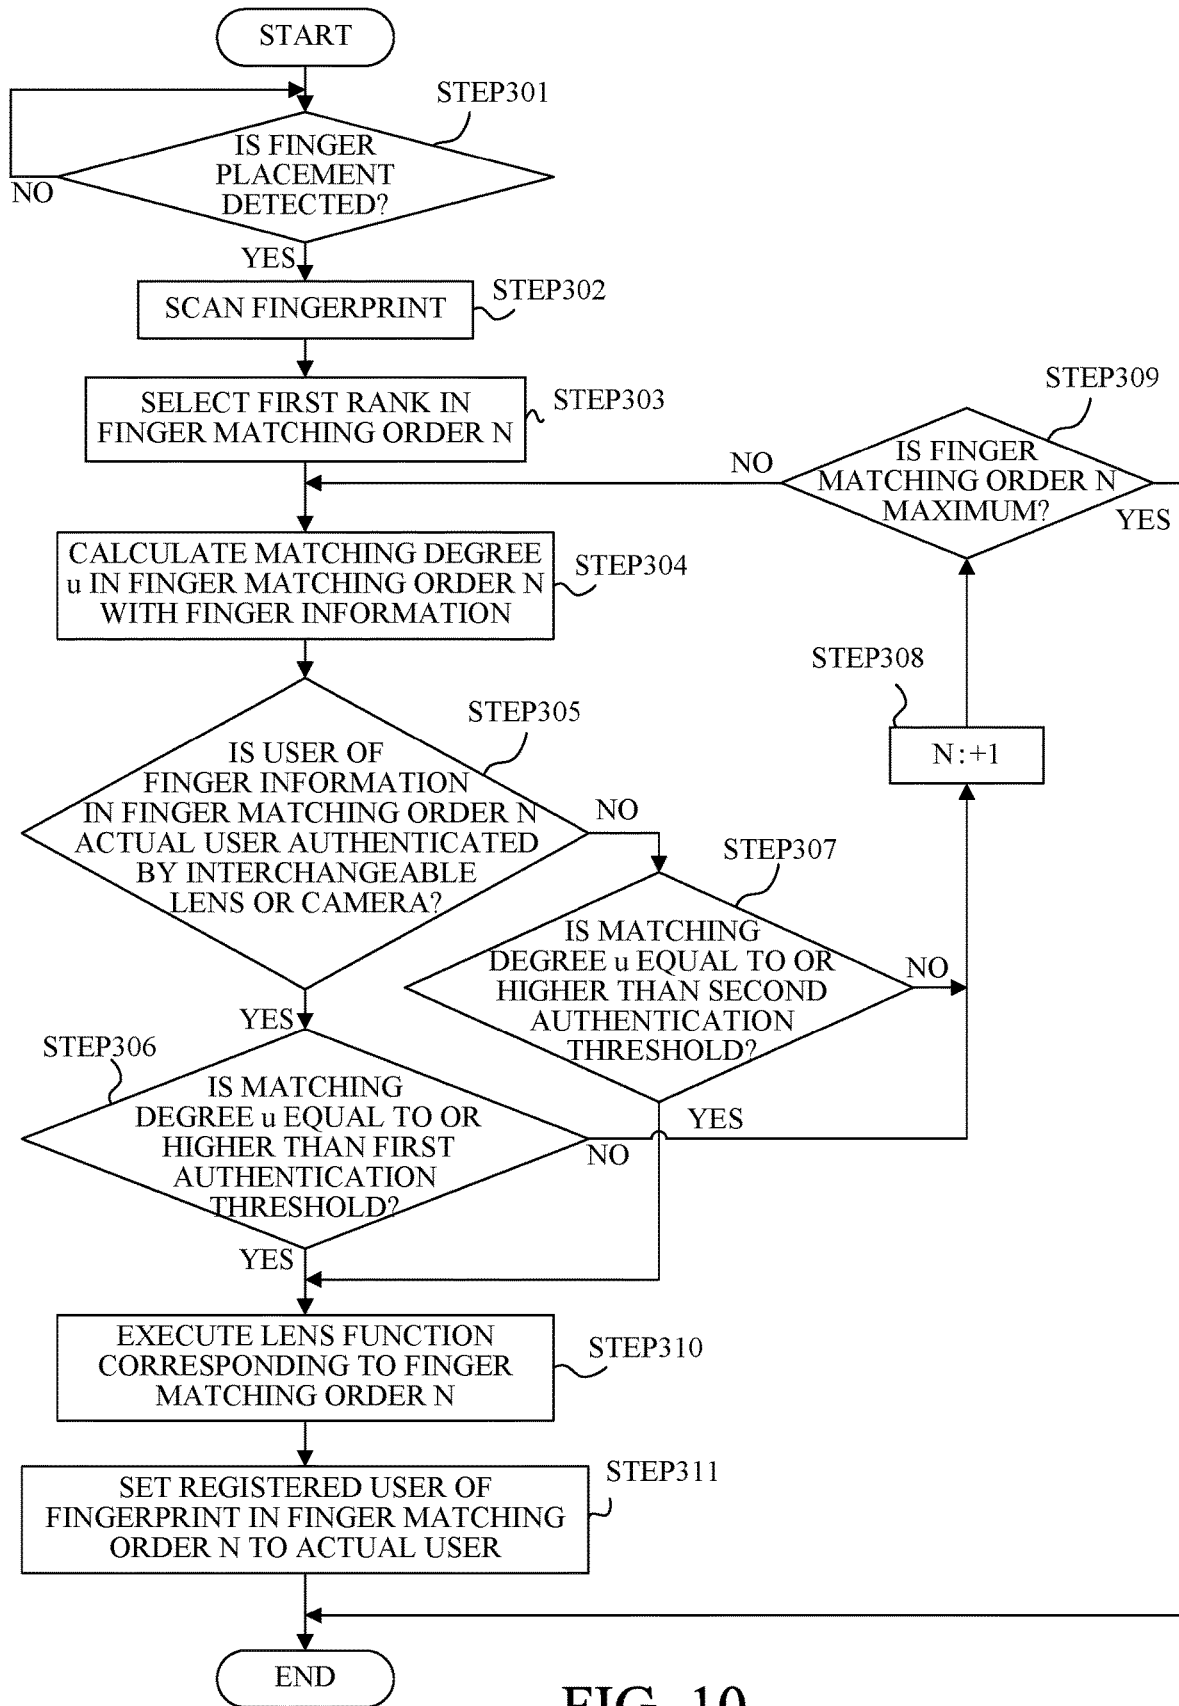 START
STEP301
IS FINGER
PLACEMENT
DETECTED?
NO
YES
SCAN FINGERPRINT
STEP302
SELECT FIRST RANK IN
FINGER MATCHING ORDER N
STEP303
STEP309
IS FINGER
MATCHING ORDER N
MAXIMUM?
NO
YES
CALCULATE MATCHING DEGREE
u IN FINGER MATCHING ORDER N
WITH FINGER INFORMATION
STEP304
STEP308
N:+1
STEP305
IS USER OF
FINGER INFORMATION
IN FINGER MATCHING ORDER N
ACTUAL USER AUTHENTICATED
BY INTERCHANGEABLE
LENS OR CAMERA?
NO
YES
STEP307
IS MATCHING
DEGREE u EQUAL TO OR
HIGHER THAN SECOND
AUTHENTICATION
THRESHOLD?
NO
YES
STEP306
IS MATCHING
DEGREE u EQUAL TO OR
HIGHER THAN FIRST
AUTHENTICATION
THRESHOLD?
NO
YES
EXECUTE LENS FUNCTION
CORRESPONDING TO FINGER
MATCHING ORDER N
STEP310
SET REGISTERED USER OF
FINGERPRINT IN FINGER MATCHING
ORDER N TO ACTUAL USER
STEP311
END
FIG. 10